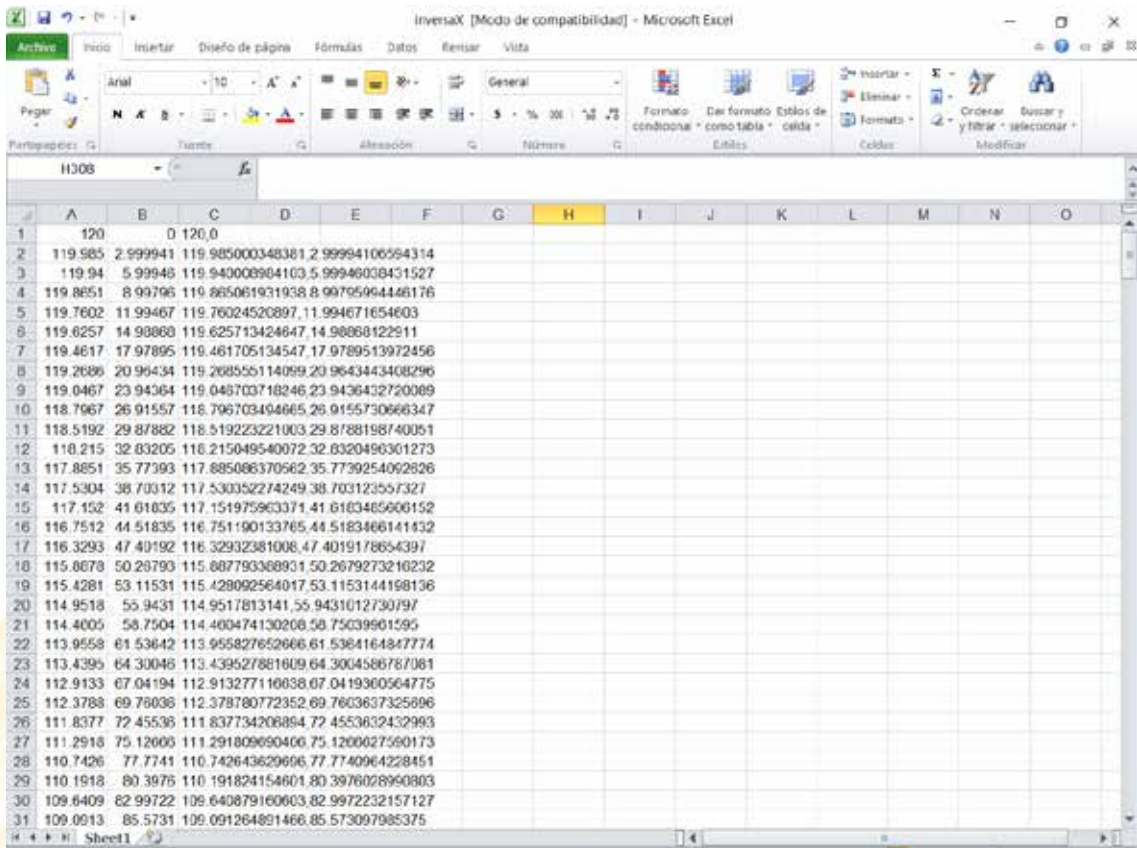 inversaX [Modo de compatibilidad] - Microsoft Excel
Archivo Inicio Insertar Diseño de página Fórmulas Datos Revisar Vista
Pegar
Arial 10
N K S
General
Formato condicional
Dar formato como tabla
Estilos de celda
Insertar
Eliminar
Formato
Ordenar y filtrar
Buscar y seleccionar
Portapapeles Fuente Alineación Número Estilos Celdas Modificar
H308 fx
A B C D E F G H I J K L M N O
1 120 0 120,0
2 119.985 2.999941 119.985000348381,2.99994106594314
3 119.94 5.99946 119.940008984103,5.99946038431527
4 119.8651 8.99796 119.865061931938,8.99795994446176
5 119.7602 11.99467 119.76024520897,11.994671654603
6 119.6257 14.98868 119.625713424647,14.98868122911
7 119.4617 17.97895 119.461705134547,17.9789513972456
8 119.2686 20.96434 119.268555114099,20.9643443408296
9 119.0467 23.94364 119.046703718246,23.9436432720089
10 118.7967 26.91557 118.796703494665,26.9155730666347
11 118.5192 29.87882 118.519223221003,29.8788198740051
12 118.215 32.83205 118.215049540072,32.8320496301273
13 117.8851 35.77393 117.885086370562,35.7739254092626
14 117.5304 38.70312 117.530352274249,38.703123557327
15 117.152 41.61835 117.151975963371,41.6183485606152
16 116.7512 44.51835 116.751190133765,44.5183466141432
17 116.3293 47.40192 116.32932381008,47.4019178654397
18 115.8878 50.26793 115.887793388931,50.2679273216232
19 115.4281 53.11531 115.428092564017,53.1153144198136
20 114.9518 55.9431 114.9517813141,55.9431012730797
21 114.4605 58.7504 114.460474130208,58.75039961595
22 113.9558 61.53642 113.955827652666,61.5364164847774
23 113.4395 64.30046 113.439527881609,64.3004586787081
24 112.9133 67.04194 112.913277116638,67.0419360564775
25 112.3788 69.76036 112.378780772352,69.7603637325696
26 111.8377 72.45536 111.837734206894,72.4553632432993
27 111.2918 75.12666 111.291809690406,75.1266627590173
28 110.7426 77.7741 110.742643629696,77.7740964228451
29 110.1918 80.3976 110.191824154601,80.3976028990803
30 109.6409 82.99722 109.640879160603,82.9972232157127
31 109.0913 85.5731 109.091264891466,85.573097985375
Sheet1